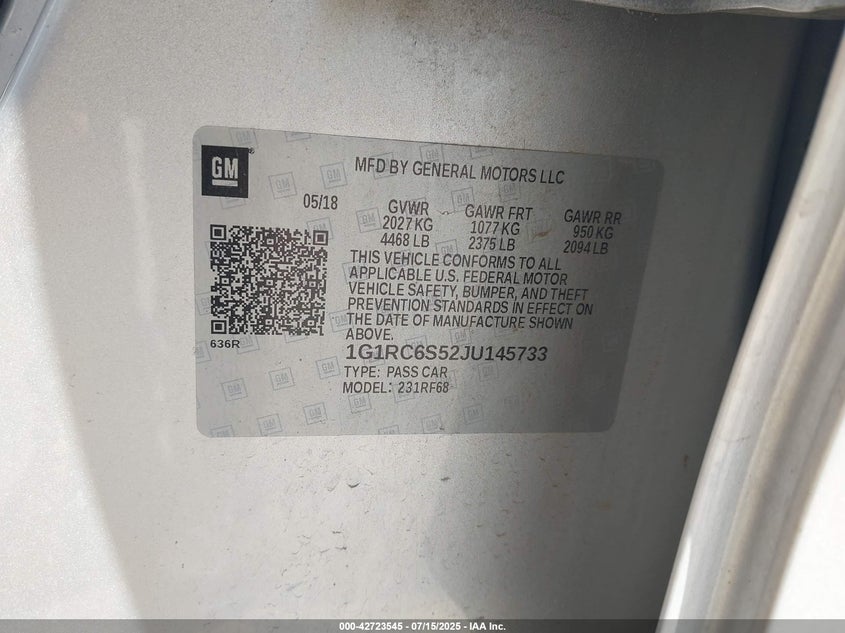 GM
MFD BY GENERAL MOTORS LLC
05/18
GVWR GAWR FRT GAWR RR
2027 KG 1077 KG 950 KG
4468 LB 2375 LB 2094 LB
THIS VEHICLE CONFORMS TO ALL
APPLICABLE U.S. FEDERAL MOTOR
VEHICLE SAFETY, BUMPER, AND THEFT
PREVENTION STANDARDS IN EFFECT ON
THE DATE OF MANUFACTURE SHOWN
ABOVE.
636R
1G1RC6S52JU145733
TYPE: PASS CAR
MODEL: 231RF68
000-42723545 - 07/15/2025 - IAA Inc.